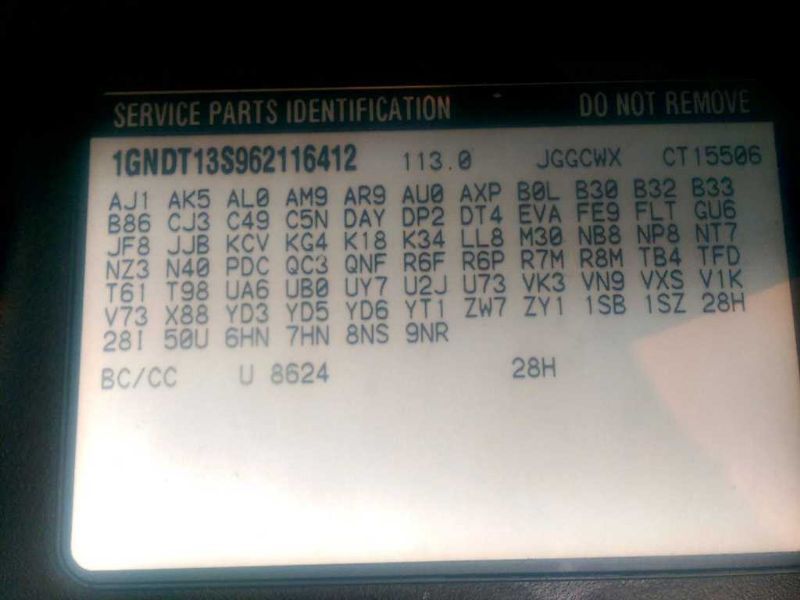 SERVICE PARTS IDENTIFICATION DO NOT REMOVE
1GNDT13S962116412 113.0 JGGCWX CT15506
AJ1 AK5 AL0 AM9 AR9 AU0 AXP B0L B30 B32 B33
B86 CJ3 C49 C5N DAY DP2 DT4 EVA FE9 FLT GU6
JF8 JJB KCV KG4 K18 K34 LL8 M30 NB8 NP8 NT7
NZ3 N40 PDC QC3 QNF R6F R6P R7M R8M TB4 TFD
T61 T98 UA6 UB0 UY7 U2J U73 VK3 VN9 VXS V1K
V73 X88 YD3 YD5 YD6 YT1 ZW7 ZY1 1SB 1SZ 28H
28I 50U 6HN 7HN 8NS 9NR
BC/CC U 8624 28H